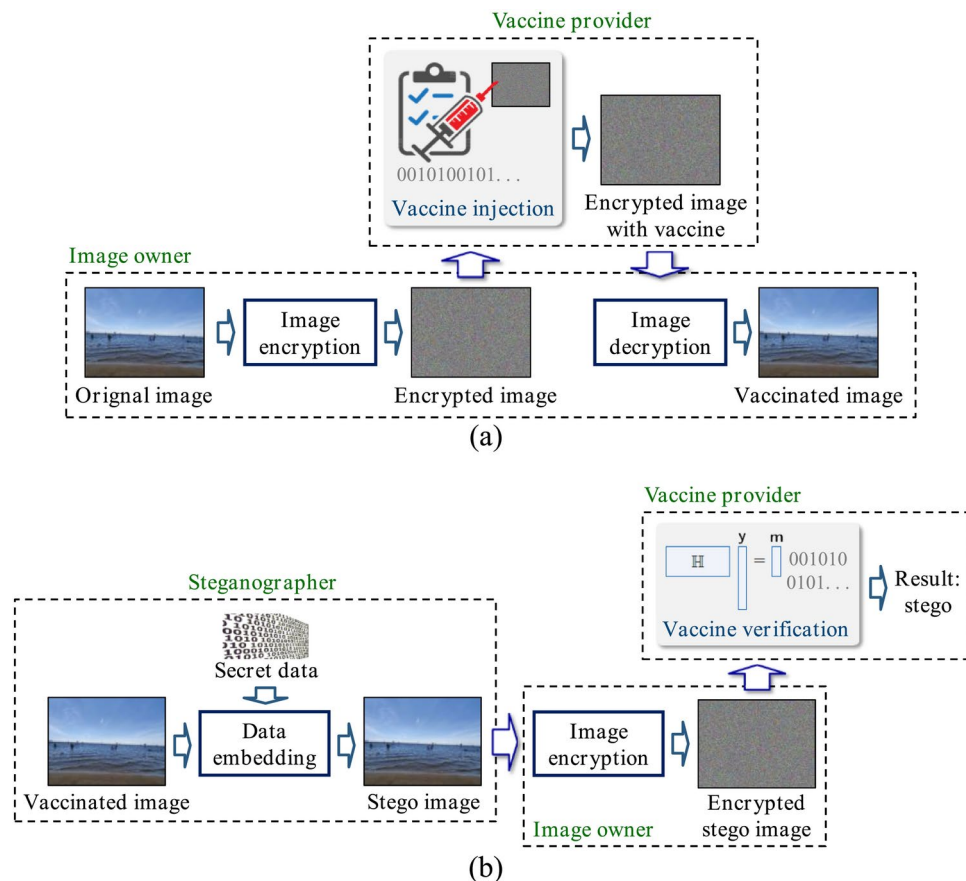 Vaccine provider
0010100101. . .
Vaccine injection
Encrypted image
with vaccine
Image owner
Image
encryption
Image
decryption
Orignal image
Encrypted image
Vaccinated image
(a)
Vaccine provider
y
m
ℍ
=
001010
0101. . .
Vaccine verification
Result:
stego
Steganographer
Secret data
Data
embedding
Vaccinated image
Stego image
Image
encryption
Encrypted
stego image
Image owner
(b)